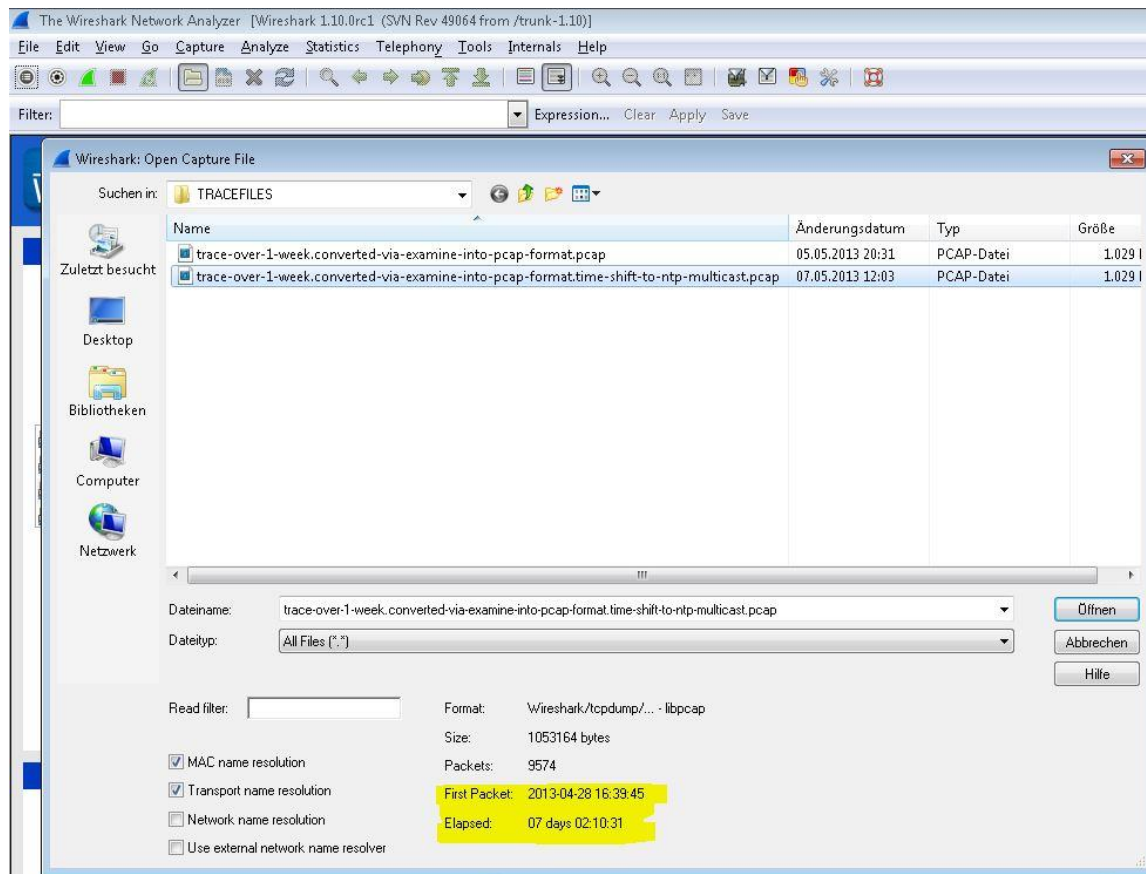 The Wireshark Network Analyzer [Wireshark 1.10.0rc1 (SVN Rev 49064 from /trunk-1.10)]
File Edit View Go Capture Analyze Statistics Telephony Tools Internals Help
Filter: Expression... Clear Apply Save
Wireshark: Open Capture File
Suchen in: TRACEFILES
Name Änderungsdatum Typ Größe
trace-over-1-week.converted-via-examine-into-pcap-format.pcap 05.05.2013 20:31 PCAP-Datei 1.029
trace-over-1-week.converted-via-examine-into-pcap-format.time-shift-to-ntp-multicast.pcap 07.05.2013 12:03 PCAP-Datei 1.029
Zuletzt besucht
Desktop
Bibliotheken
Computer
Netzwerk
Dateiname: trace-over-1-week.converted-via-examine-into-pcap-format.time-shift-to-ntp-multicast.pcap Öffnen
Dateityp: All Files (*.*) Abbrechen
Hilfe
Read filter: Format: Wireshark/tcpdump/... - libpcap
Size: 1053164 bytes
MAC name resolution Packets: 9574
Transport name resolution First Packet: 2013-04-28 16:39:45
Network name resolution Elapsed: 07 days 02:10:31
Use external network name resolver